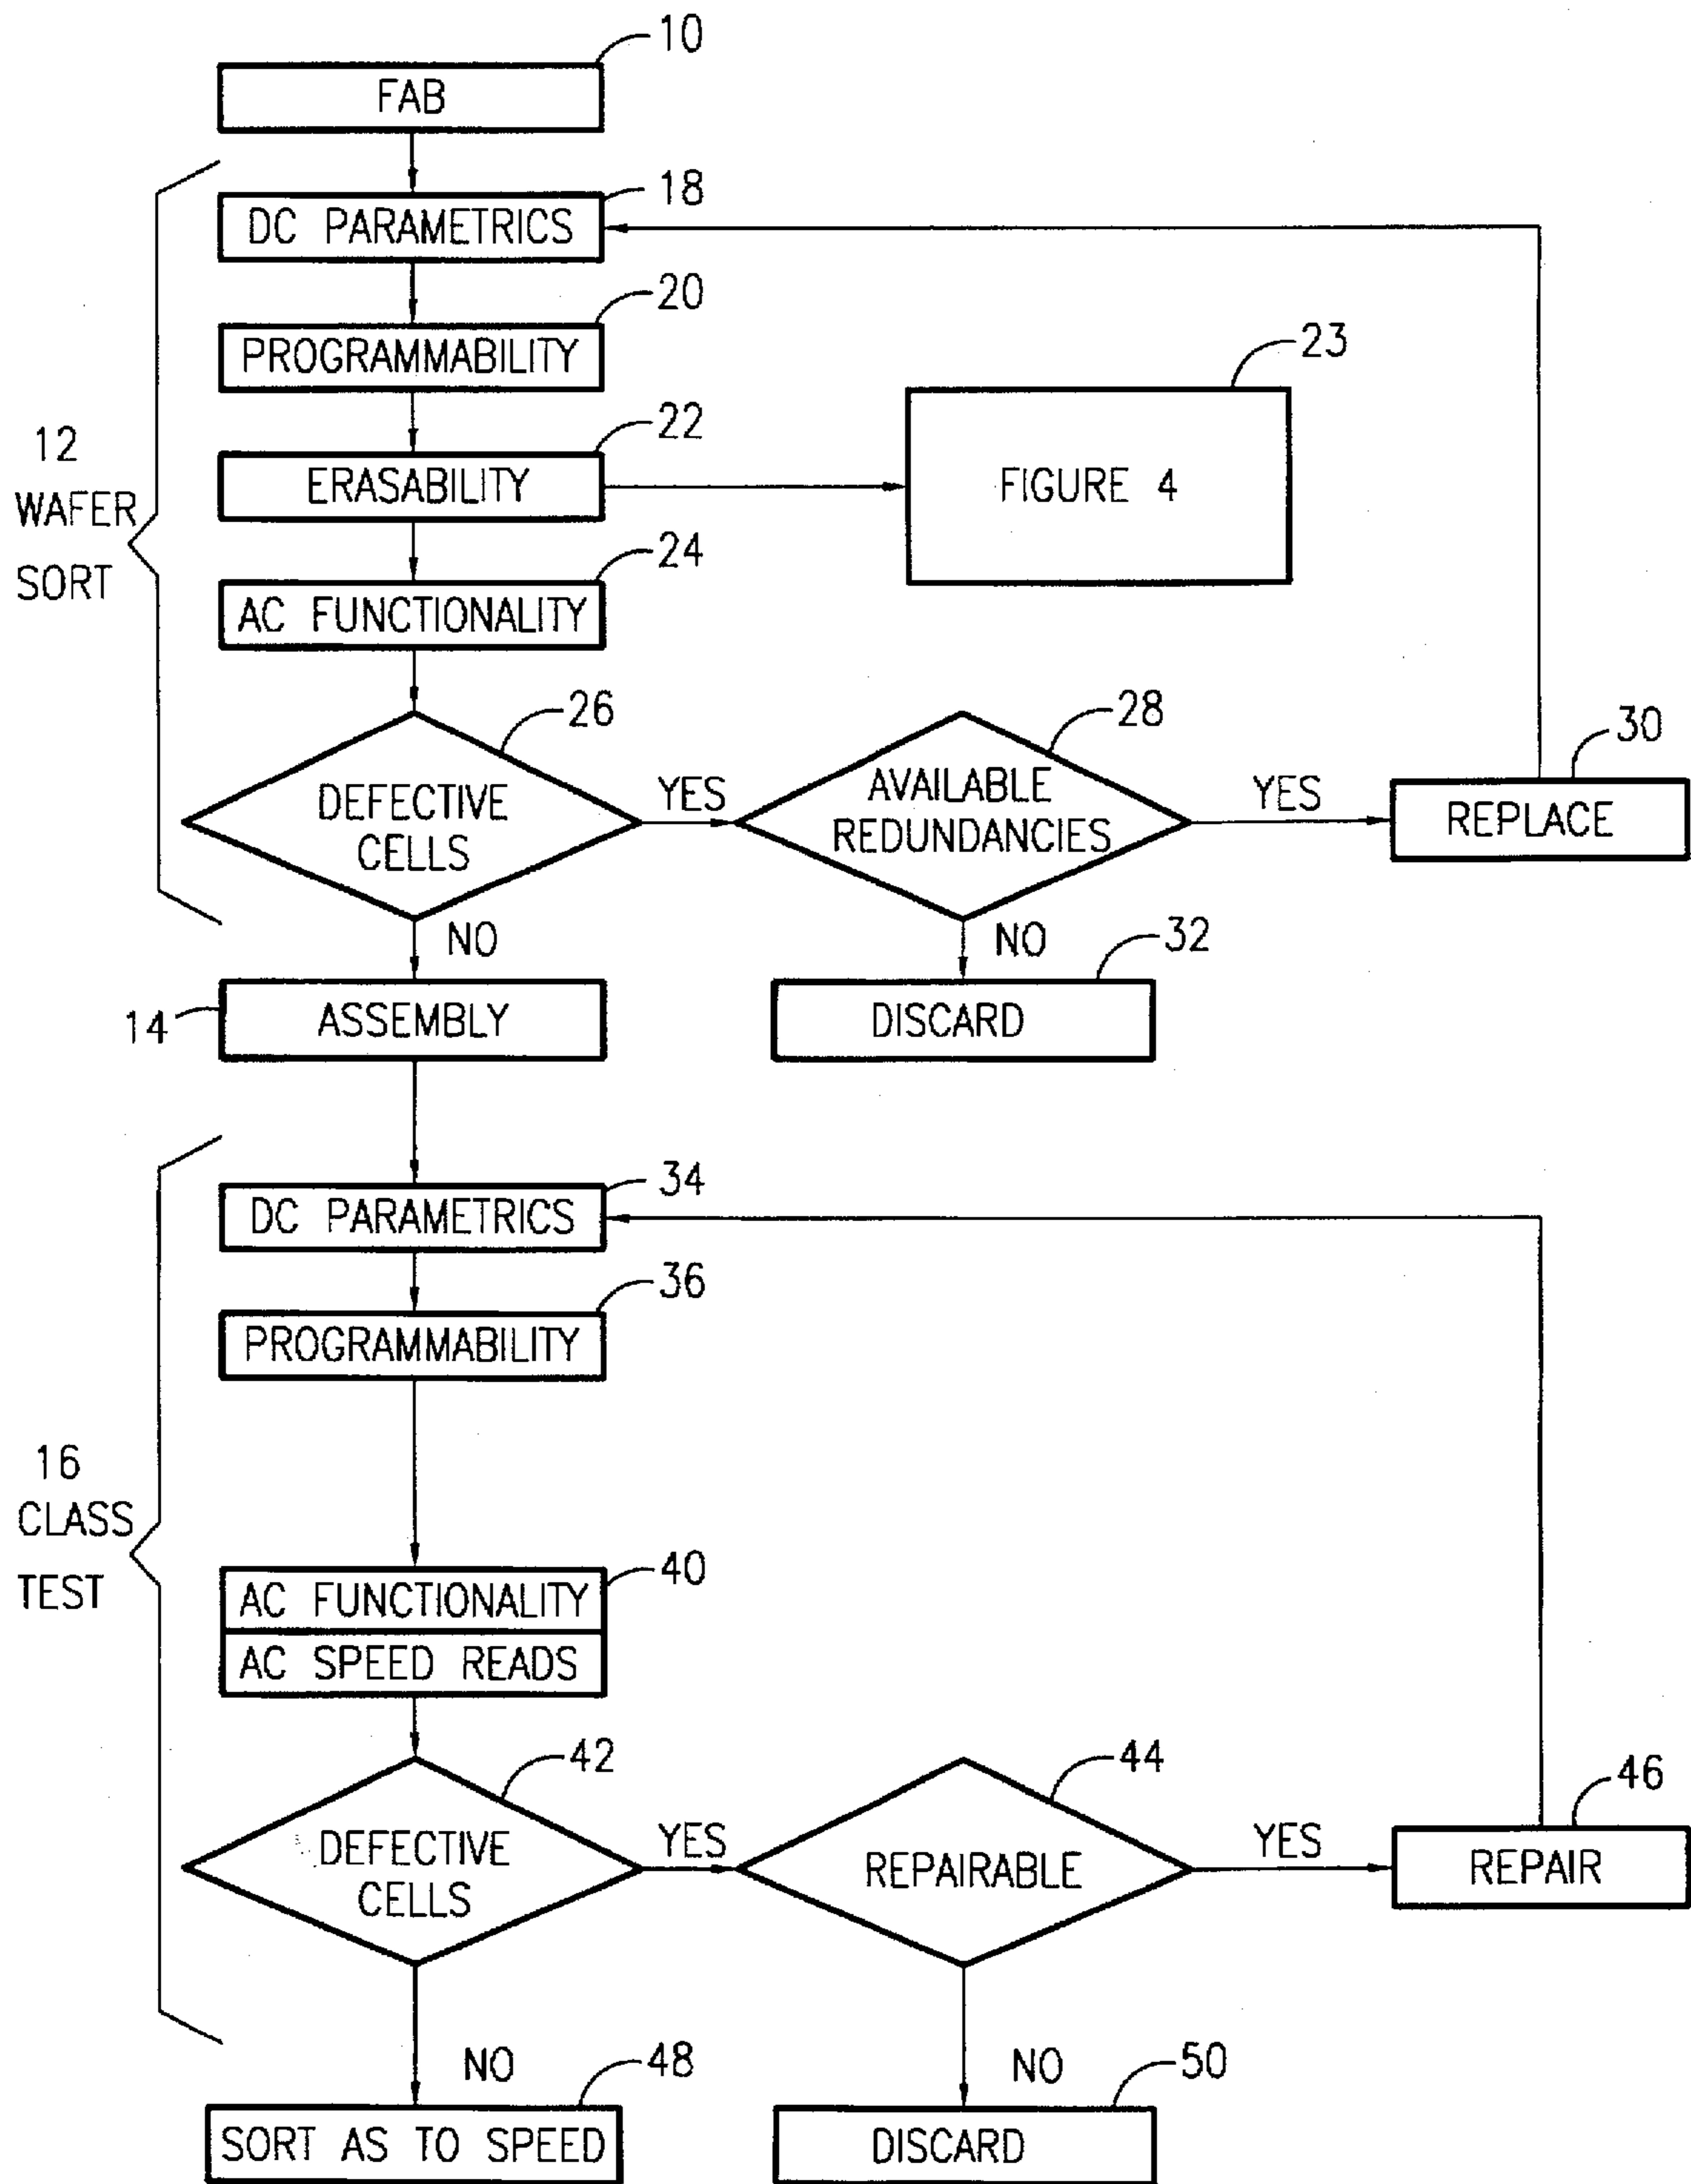 10
FAB
18
DC PARAMETRICS
20
PROGRAMMABILITY
23
22
ERASABILITY
FIGURE 4
12
WAFER
SORT
24
AC FUNCTIONALITY
26
28
30
DEFECTIVE
CELLS
YES
AVAILABLE
REDUNDANCIES
YES
REPLACE
NO
NO
32
14
ASSEMBLY
DISCARD
34
DC PARAMETRICS
36
PROGRAMMABILITY
16
CLASS
TEST
40
AC FUNCTIONALITY
AC SPEED READS
42
44
46
DEFECTIVE
CELLS
YES
REPAIRABLE
YES
REPAIR
NO
48
NO
50
SORT AS TO SPEED
DISCARD